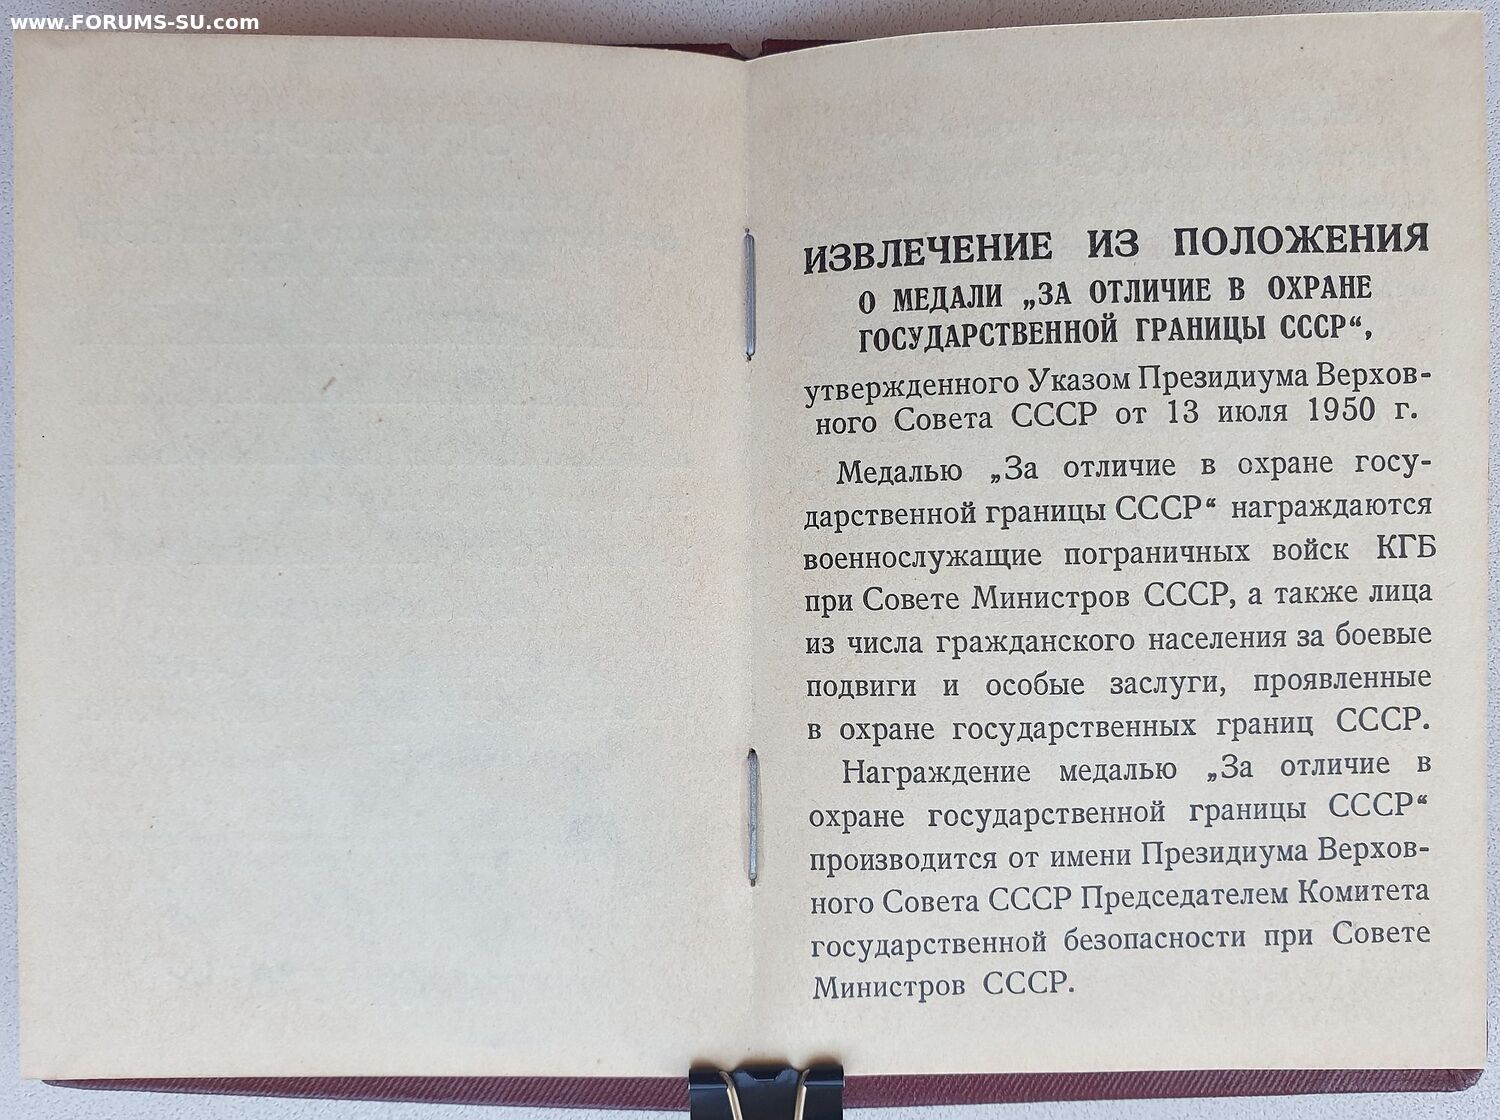 www.FORUMS-SU.com
ИЗВЛЕЧЕНИЕ ИЗ ПОЛОЖЕНИЯ
О МЕДАЛИ „ЗА ОТЛИЧИЕ В ОХРАНЕ
ГОСУДАРСТВЕННОЙ ГРАНИЦЫ СССР“,
утвержденного Указом Президиума Верхов-
ного Совета СССР от 13 июля 1950 г.
Медалью „За отличие в охране госу-
дарственной границы СССР“ награждаются
военнослужащие пограничных войск КГБ
при Совете Министров СССР, а также лица
из числа гражданского населения за боевые
подвиги и особые заслуги, проявленные
в охране государственных границ СССР.
Награждение медалью „За отличие в
охране государственной границы СССР“
производится от имени Президиума Верхов-
ного Совета СССР Председателем Комитета
государственной безопасности при Совете
Министров СССР.